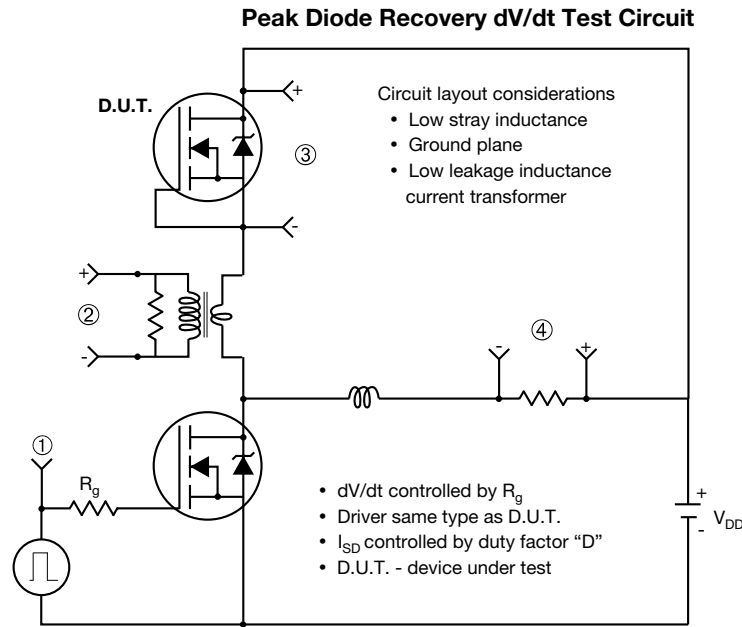 Peak Diode Recovery dV/dt Test Circuit
D.U.T.
+
③
-
Circuit layout considerations
• Low stray inductance
• Ground plane
• Low leakage inductance
current transformer
+
②
-
-
④
+
①
Rg
• dV/dt controlled by Rg
• Driver same type as D.U.T.
• ISD controlled by duty factor “D”
• D.U.T. - device under test
+
-
VDD